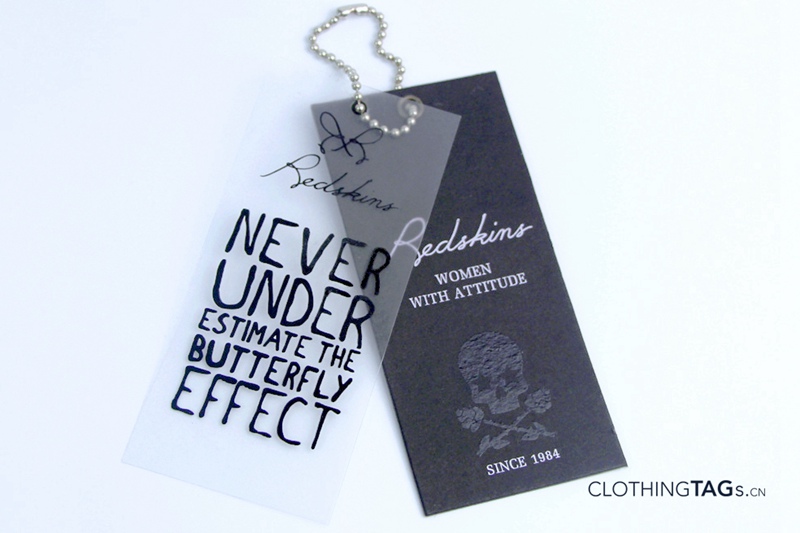 Redskins
NEVER
UNDER
ESTIMATE THE
BUTTERFLY
EFFECT
Redskins
WOMEN
WITH ATTITUDE
SINCE 1984
CLOTHINGTAGS.CN